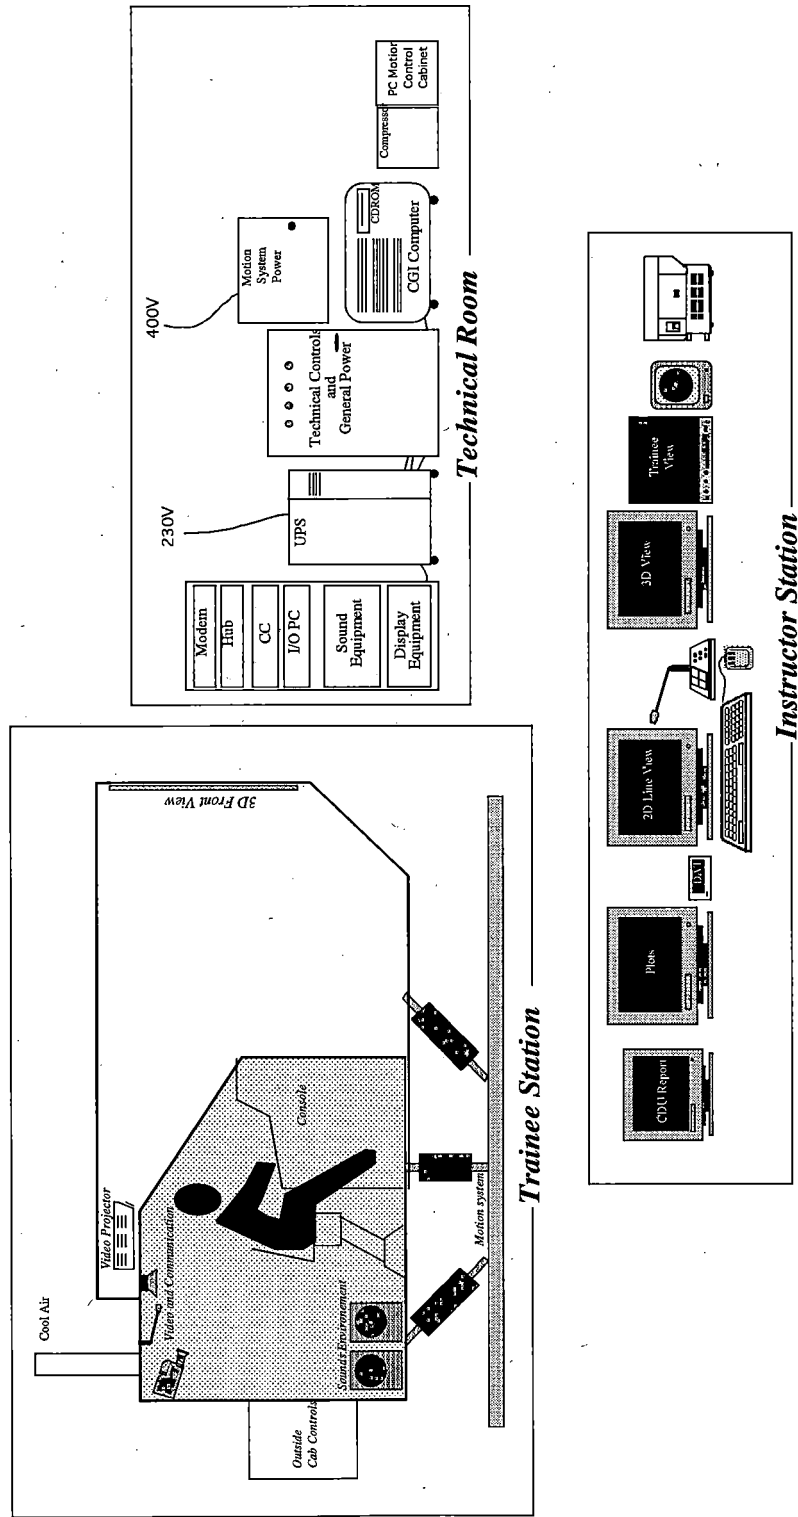 Cool Air
Video Projector
Video and Communication
3D Front View
Console
Sounds Environement
Motion system
Outside
Cab Controls
Trainee Station
Modem
Hub
CC
I/O PC
Sound
Equipment
Display
Equipment
230V
UPS
400V
Motion
System
Power
Technical Controls
and
General Power
CDROM
CGI Computer
Compressor
PC Motion
Control
Cabinet
Technical Room
CDU Report
Plots
2D Line View
3D View
Trainee
View
Instructor Station